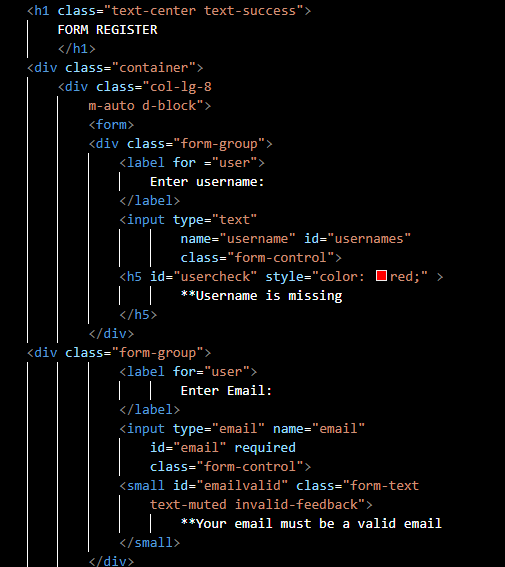 <h1 class="text-center text-success">
FORM REGISTER
</h1>
<div class="container">
<div class="col-lg-8
m-auto d-block">
<form>
<div class="form-group">
<label for ="user">
Enter username:
</label>
<input type="text"
name="username" id="usernames"
class="form-control">
<h5 id="usercheck" style="color: red;" >
**Username is missing
</h5>
</div>
<div class="form-group">
<label for="user">
Enter Email:
</label>
<input type="email" name="email"
id="email" required
class="form-control">
<small id="emailvalid" class="form-text
text-muted invalid-feedback">
**Your email must be a valid email
</small>
</div>